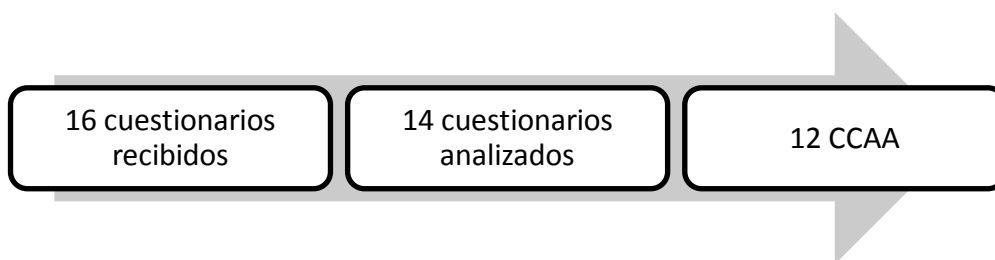 16 cuestionarios
recibidos
14 cuestionarios
analizados
12 CCAA